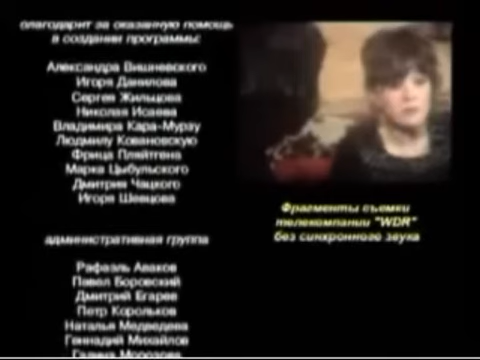 благодарит за оказанную помощь
в создании программы:
Александра Вишневского
Игоря Данилова
Сергея Жильцова
Николая Исаева
Владимира Кара-Мурзу
Людмилу Ковановскую
Фрица Пляйтгена
Марка Цыбульского
Дмитрия Чацкого
Игоря Шевцова
административная группа
Рафаэль Аваков
Павел Боровский
Дмитрий Егарев
Петр Корольков
Наталья Медведева
Геннадий Михайлов
Галина Морозова
Фрагменты съемки
телекомпании "WDR"
без синхронного звука